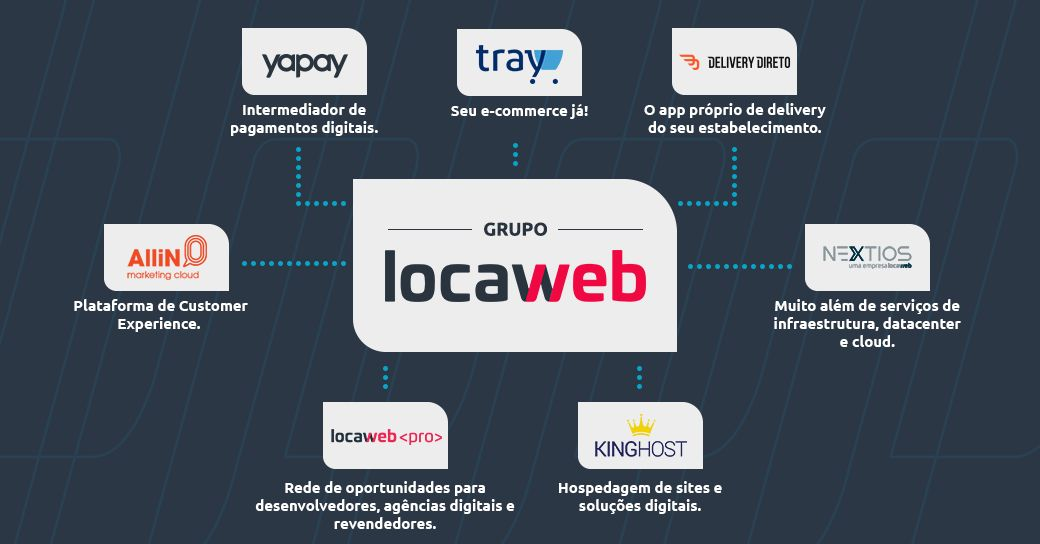 yapay
Intermediador de
pagamentos digitais.
tray
Seu e-commerce já!
DELIVERY DIRETO
O app próprio de delivery
do seu estabelecimento.
GRUPO
locaweb
AlliN
marketing cloud
Plataforma de Customer
Experience.
NEXTIOS
uma empresa locaweb
Muito além de serviços de
infraestrutura, datacenter
e cloud.
locaweb <pro>
Rede de oportunidades para
desenvolvedores, agências digitais e
revendedores.
KINGHOST
Hospedagem de sites e
soluções digitais.